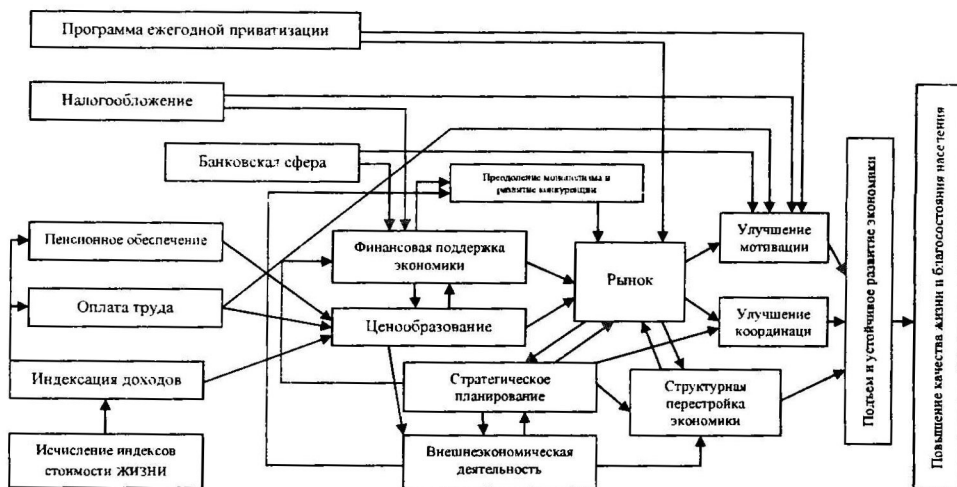 Программа ежегодной приватизации
Налогообложение
Банковская сфера
Преодоление монополизма и
развитие конкуренции
Пенсионное обеспечение
Финансовая поддержка
экономики
Рынок
Улучшение
мотивации
Оплата труда
Ценообразование
Улучшение
координаци
Индексация доходов
Стратегическое
планирование
Структурная
перестройка
экономики
Исчисление индексов
стоимости ЖИЗНИ
Внешнеэкономическая
деятельность
Подъем и устойчивое развитие экономики
Повышение качества жизни и благосостояния населения